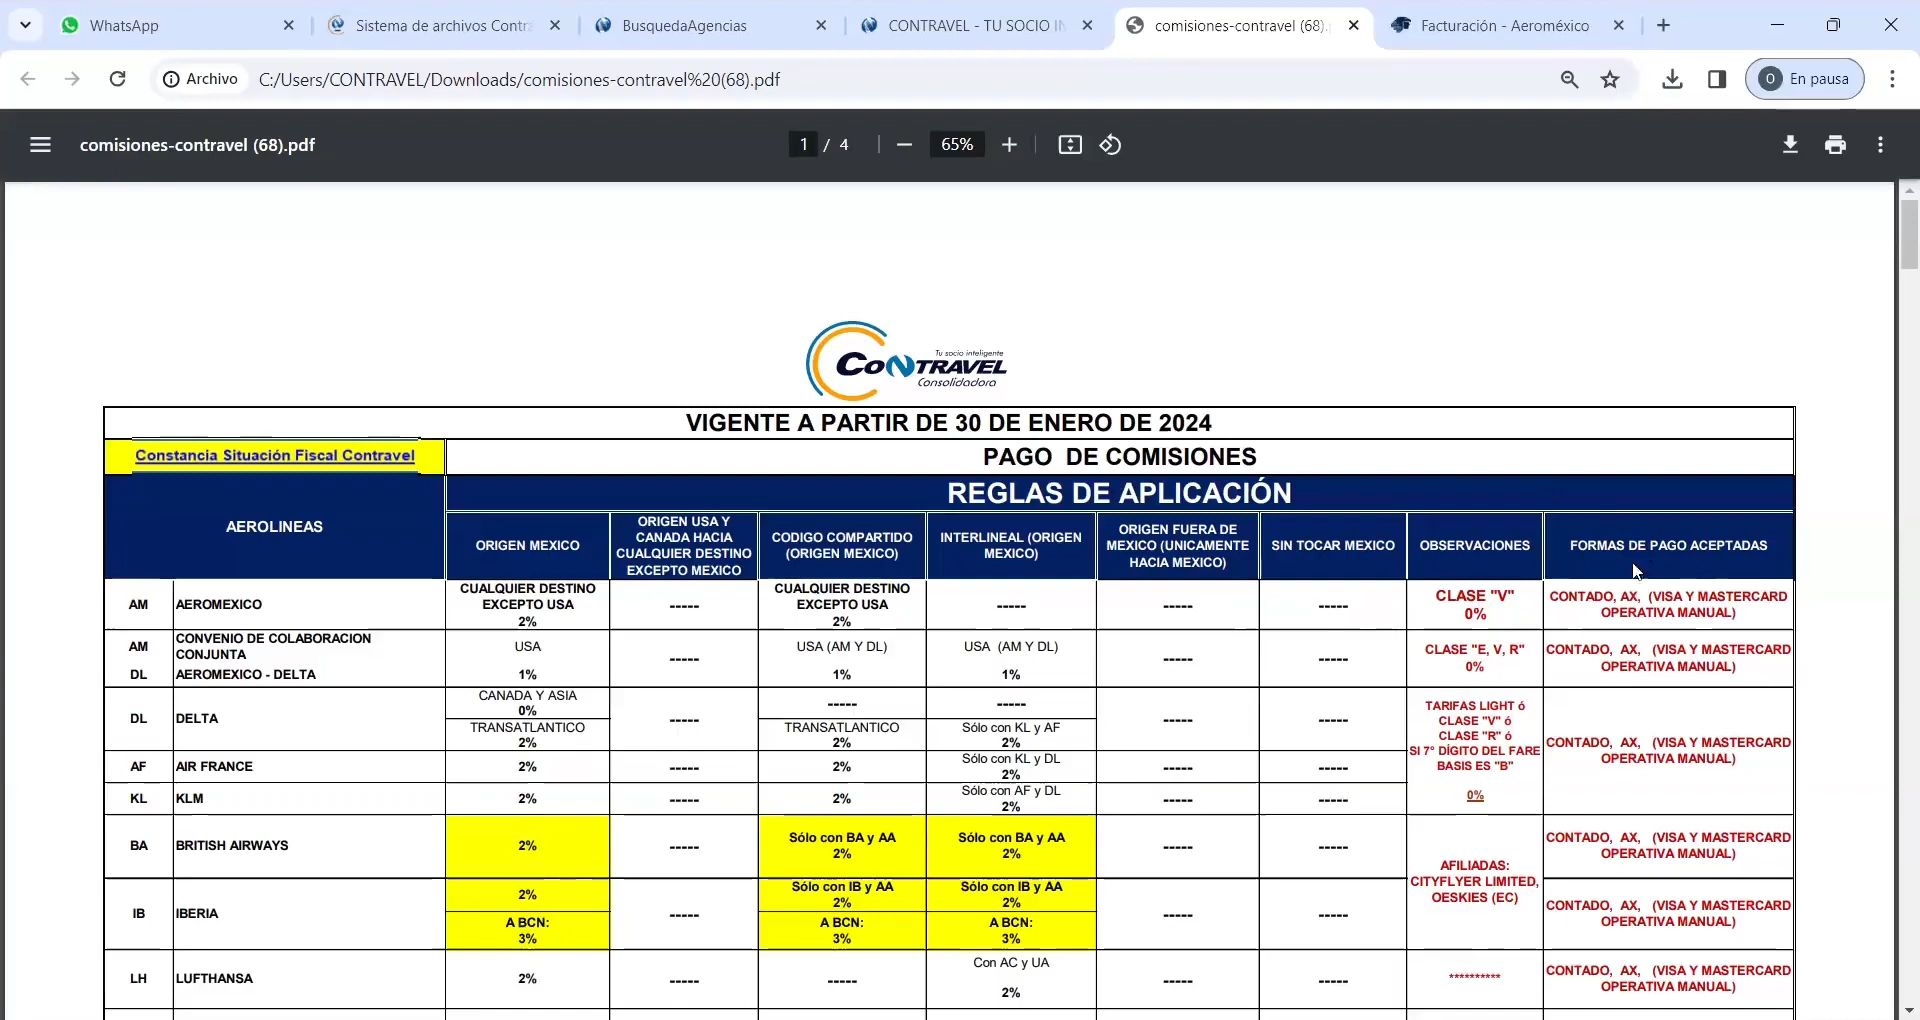 WhatsApp
Sistema de archivos Contra
BusquedaAgencias
CONTRAVEL - TU SOCIO IN
comisiones-contravel (68).
Facturación - Aeroméxico
Archivo
C:/Users/CONTRAVEL/Downloads/comisiones-contravel%20(68).pdf
O En pausa
comisiones-contravel (68).pdf
1 / 4
65%
Tu socio inteligente
CONTRAVEL
Consolidadora
VIGENTE A PARTIR DE 30 DE ENERO DE 2024
Constancia Situación Fiscal Contravel
PAGO DE COMISIONES
AEROLINEAS
REGLAS DE APLICACIÓN
ORIGEN MEXICO
ORIGEN USA Y
CANADA HACIA
CUALQUIER DESTINO
EXCEPTO MEXICO
CODIGO COMPARTIDO
(ORIGEN MEXICO)
INTERLINEAL (ORIGEN
MEXICO)
ORIGEN FUERA DE
MEXICO (UNICAMENTE
HACIA MEXICO)
SIN TOCAR MEXICO
OBSERVACIONES
FORMAS DE PAGO ACEPTADAS
AM
AEROMEXICO
CUALQUIER DESTINO
EXCEPTO USA
2%
-----
CUALQUIER DESTINO
EXCEPTO USA
2%
-----
-----
-----
CLASE "V"
0%
CONTADO, AX, (VISA Y MASTERCARD
OPERATIVA MANUAL)
AM
CONVENIO DE COLABORACION
CONJUNTA
DL
AEROMEXICO - DELTA
USA
1%
-----
USA (AM Y DL)
1%
USA (AM Y DL)
1%
-----
-----
CLASE "E, V, R"
0%
CONTADO, AX, (VISA Y MASTERCARD
OPERATIVA MANUAL)
DL
DELTA
CANADA Y ASIA
0%
TRANSATLANTICO
2%
-----
-----
TRANSATLANTICO
2%
-----
Sólo con KL y AF
2%
-----
-----
TARIFAS LIGHT ó
CLASE "V" ó
CLASE "R" ó
SI 7° DÍGITO DEL FARE
BASIS ES "B"
0%
CONTADO, AX, (VISA Y MASTERCARD
OPERATIVA MANUAL)
AF
AIR FRANCE
2%
-----
2%
Sólo con KL y DL
2%
-----
-----
KL
KLM
2%
-----
2%
Sólo con AF y DL
2%
-----
-----
BA
BRITISH AIRWAYS
2%
-----
Sólo con BA y AA
2%
Sólo con BA y AA
2%
-----
-----
AFILIADAS:
CITYFLYER LIMITED,
OESKIES (EC)
CONTADO, AX, (VISA Y MASTERCARD
OPERATIVA MANUAL)
IB
IBERIA
2%
A BCN:
3%
-----
Sólo con IB y AA
2%
A BCN:
3%
Sólo con IB y AA
2%
A BCN:
3%
-----
-----
CONTADO, AX, (VISA Y MASTERCARD
OPERATIVA MANUAL)
LH
LUFTHANSA
2%
-----
-----
Con AC y UA
2%
-----
-----
**********
CONTADO, AX, (VISA Y MASTERCARD
OPERATIVA MANUAL)